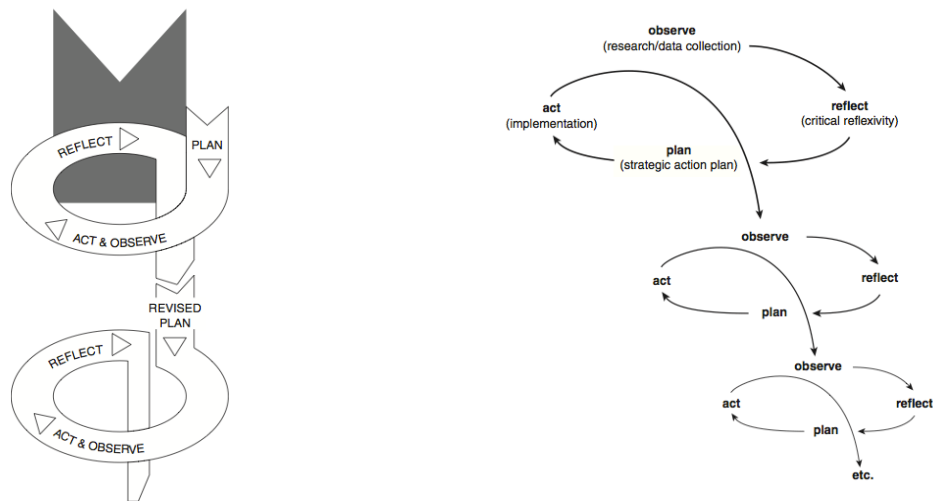 REFLECT
PLAN
ACT & OBSERVE
REVISED
PLAN
REFLECT
ACT & OBSERVE
observe
(research/data collection)
act
(implementation)
reflect
(critical reflexivity)
plan
(strategic action plan)
observe
act
reflect
plan
observe
act
reflect
plan
etc.